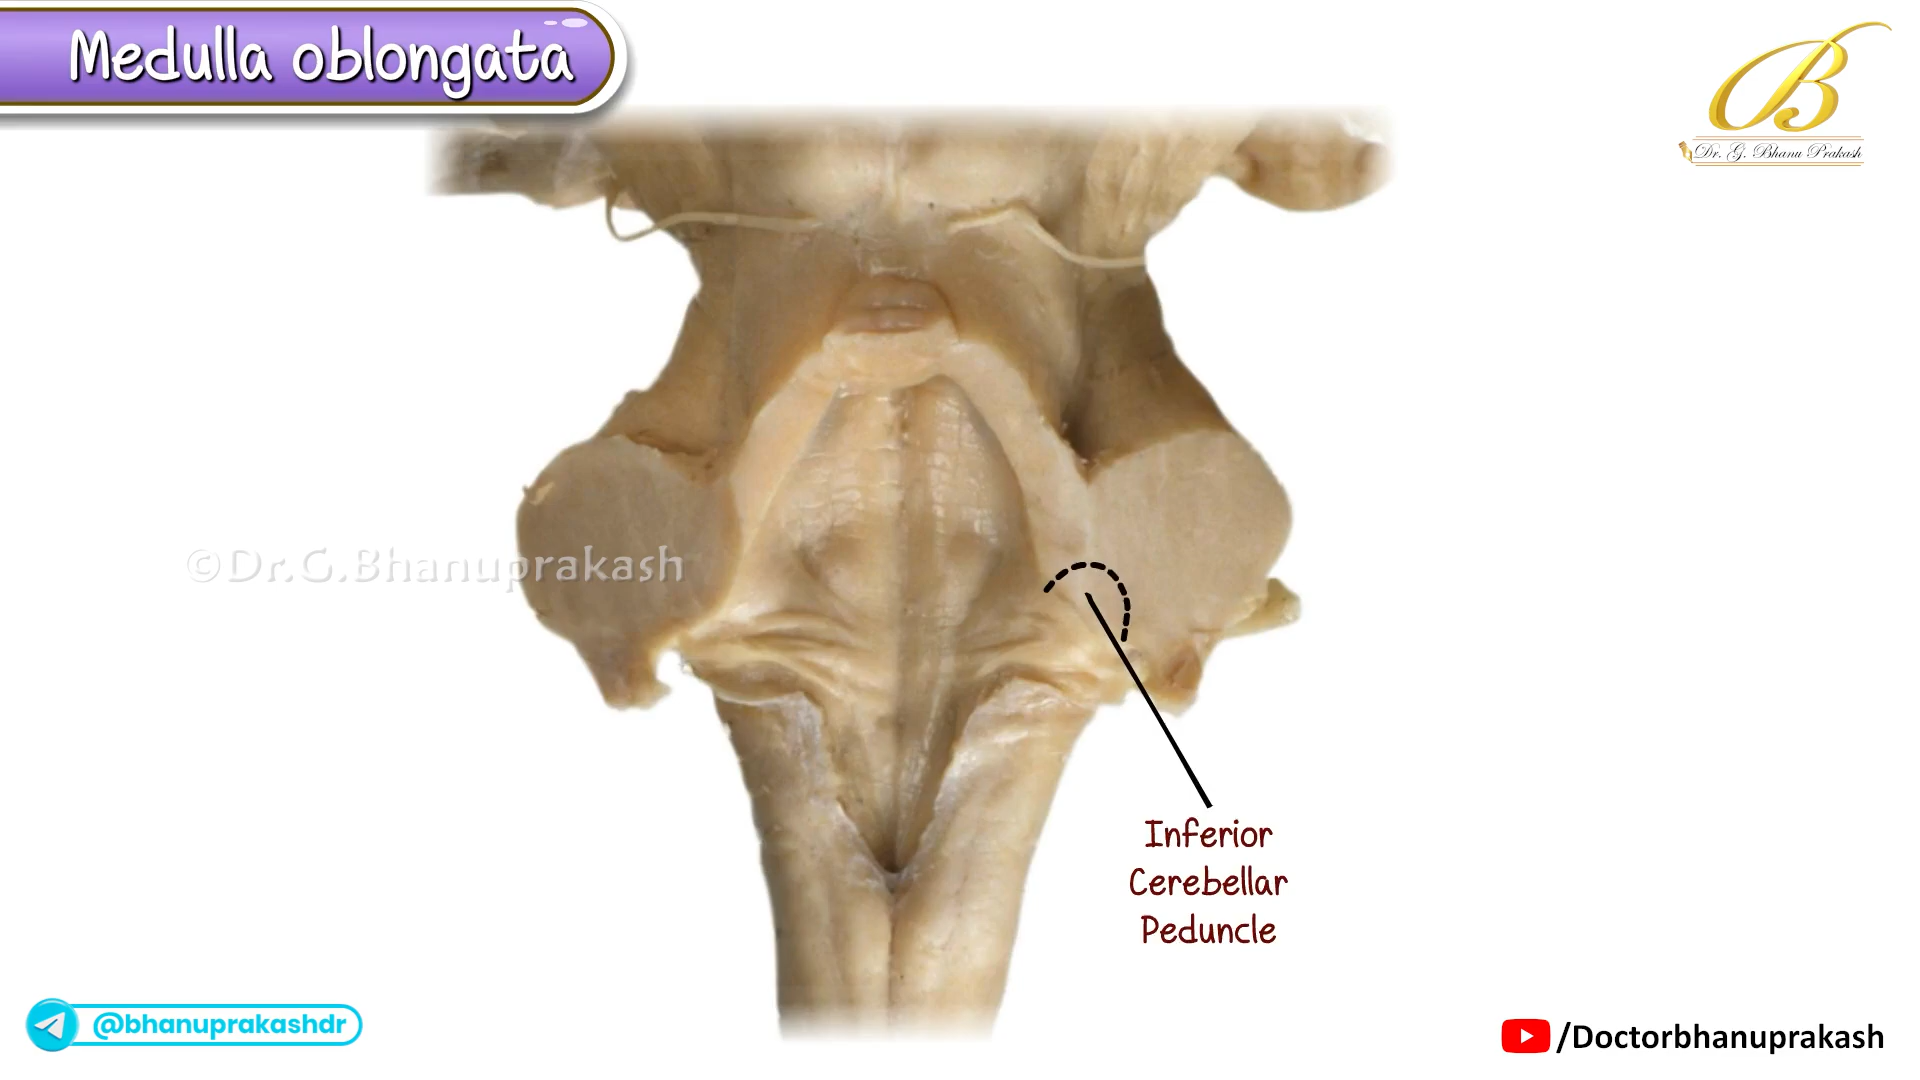 Medulla oblongata
B
Dr. G. Bhanu Prakash
©Dr.G.Bhanuprakash
Inferior
Cerebellar
Peduncle
@bhanuprakashdr
/Doctorbhanuprakash